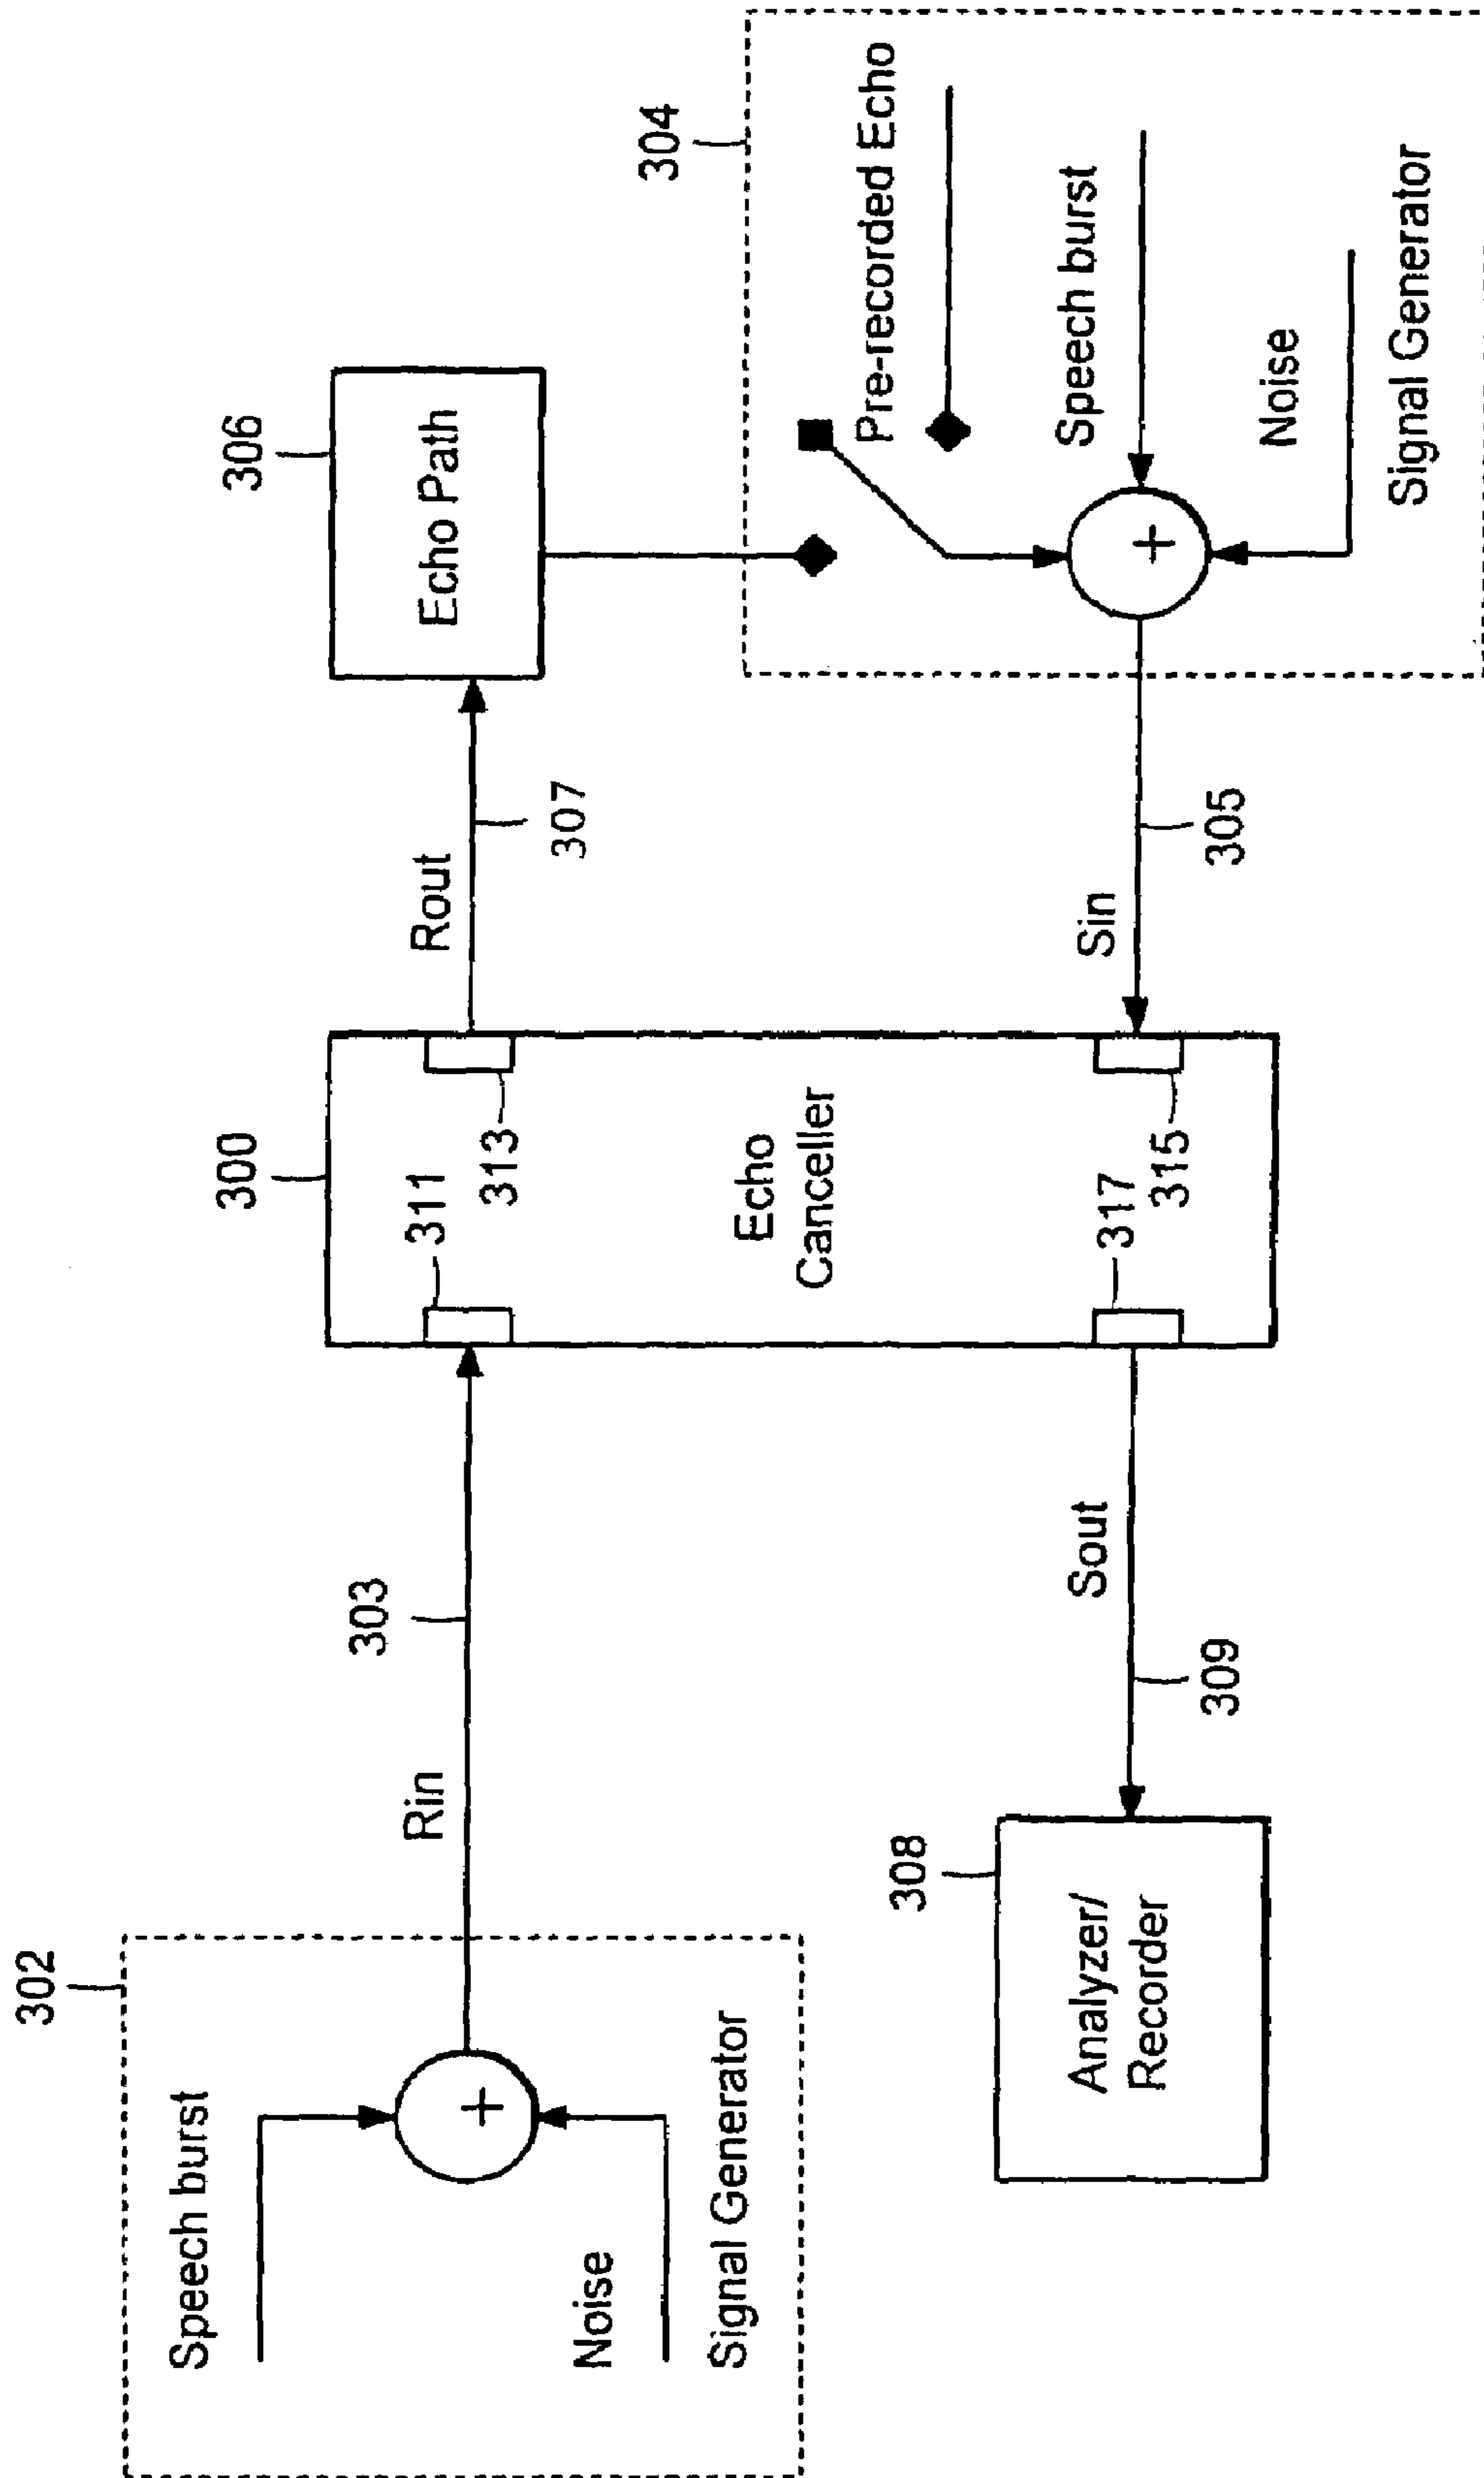 302
Speech burst
Noise
Signal Generator
Rin
303
300
311
313
Echo
Canceller
317
315
Rout
307
306
Echo Path
304
Pre-recorded Echo
Speech burst
Noise
Signal Generator
Sin
305
Sout
309
308
Analyzer/
Recorder
+
+